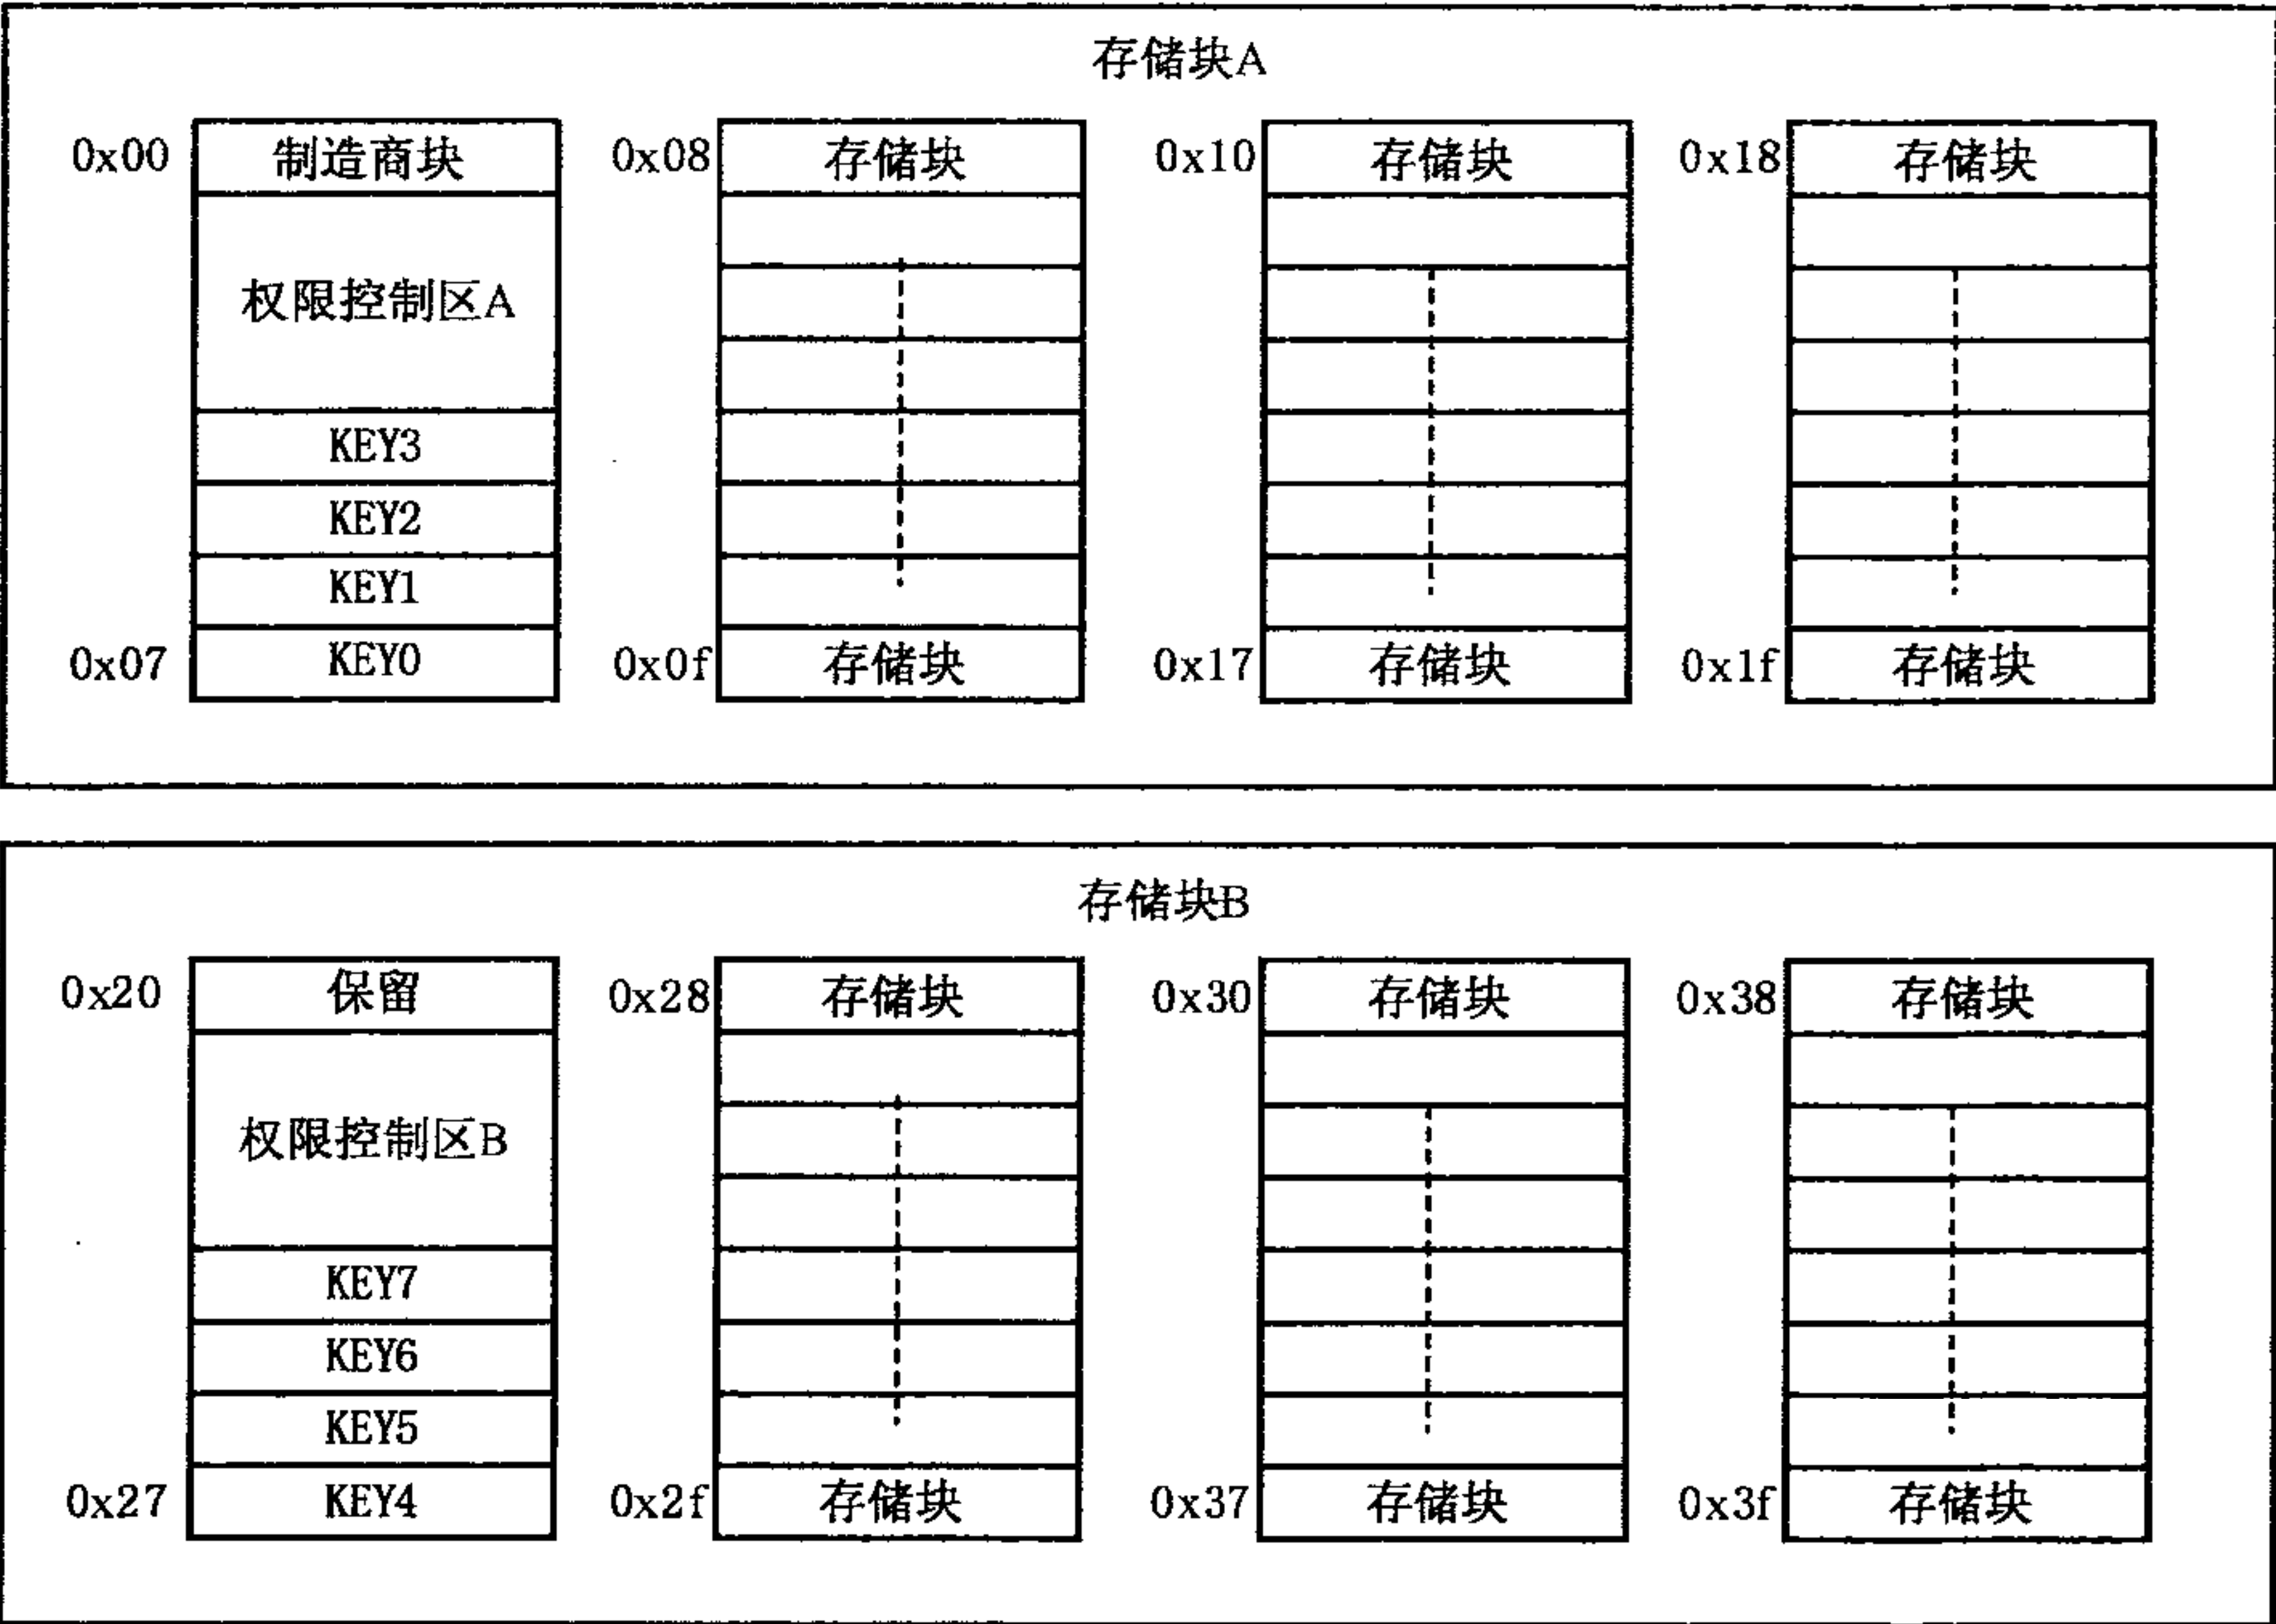 存储块A
0x00 制造商块 0x08 存储块 0x10 存储块 0x18 存储块
权限控制区A
KEY3
KEY2
KEY1
0x07 KEY0 0x0f 存储块 0x17 存储块 0x1f 存储块
存储块B
0x20 保留 0x28 存储块 0x30 存储块 0x38 存储块
权限控制区B
KEY7
KEY6
KEY5
0x27 KEY4 0x2f 存储块 0x37 存储块 0x3f 存储块